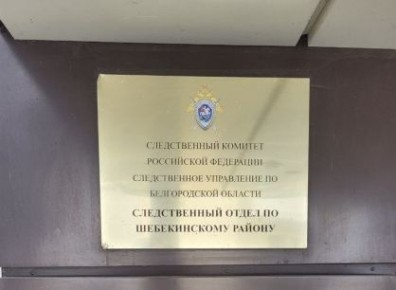 СЛЕДСТВЕННЫЙ КОМИТЕТ
РОССИЙСКОЙ ФЕДЕРАЦИИ
СЛЕДСТВЕННОЕ УПРАВЛЕНИЕ ПО
БЕЛГОРОДСКОЙ ОБЛАСТИ
СЛЕДСТВЕННЫЙ ОТДЕЛ ПО
ШЕБЕКИНСКОМУ РАЙОНУ